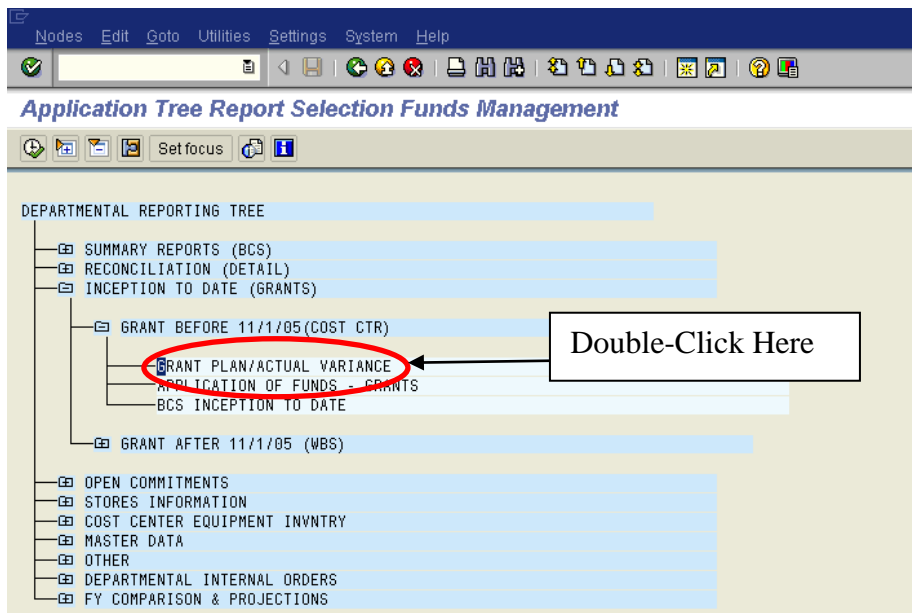 Nodes Edit Goto Utilities Settings System Help
Application Tree Report Selection Funds Management
Set focus
DEPARTMENTAL REPORTING TREE
SUMMARY REPORTS (BCS)
RECONCILIATION (DETAIL)
INCEPTION TO DATE (GRANTS)
GRANT BEFORE 11/1/05(COST CTR)
Double-Click Here
GRANT PLAN/ACTUAL VARIANCE
APPLICATION OF FUNDS - GRANTS
BCS INCEPTION TO DATE
GRANT AFTER 11/1/05 (WBS)
OPEN COMMITMENTS
STORES INFORMATION
COST CENTER EQUIPMENT INVNTRY
MASTER DATA
OTHER
DEPARTMENTAL INTERNAL ORDERS
FY COMPARISON & PROJECTIONS